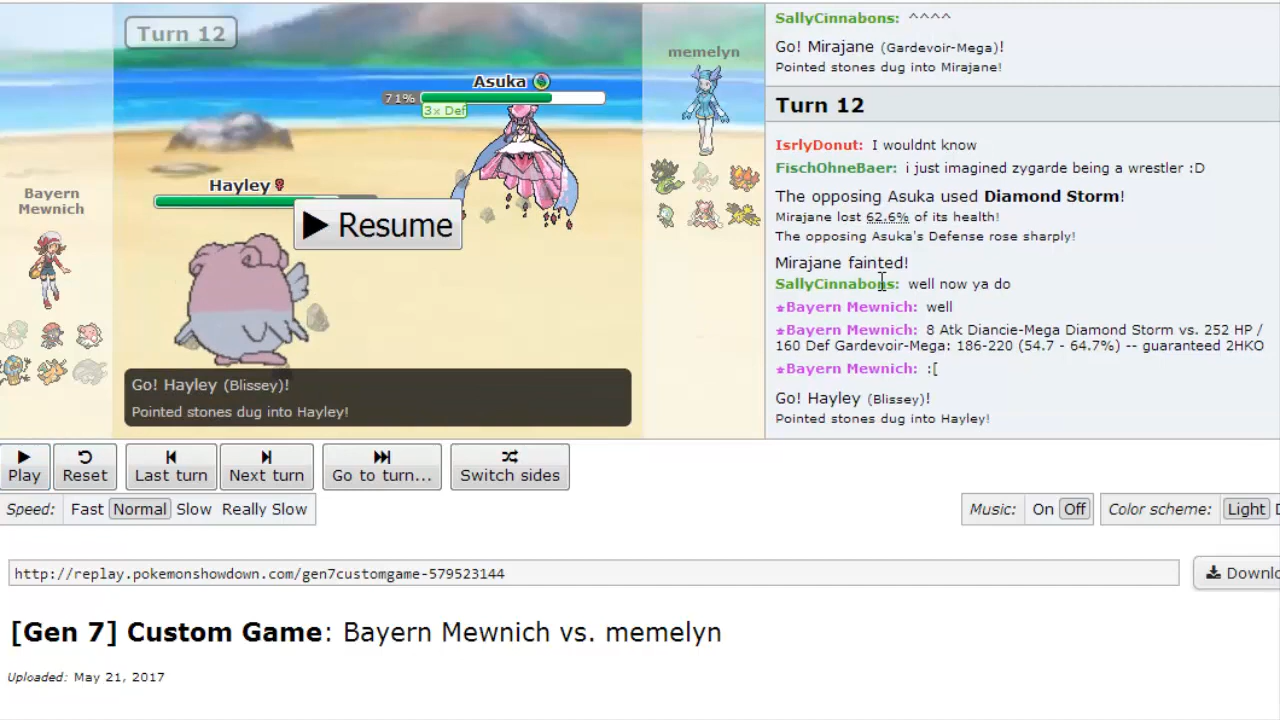 SallyCinnabons: ^^^^
Go! Mirajane (Gardevoir-Mega)!
Pointed stones dug into Mirajane!
Turn 12
IsrlyDonut: I wouldnt know
FischOhneBaer: i just imagined zygarde being a wrestler :D
The opposing Asuka used Diamond Storm!
Mirajane lost 62.6% of its health!
The opposing Asuka's Defense rose sharply!
Mirajane fainted!
SallyCinnabons: well now ya do
★Bayern Mewnich: well
★Bayern Mewnich: 8 Atk Diancie-Mega Diamond Storm vs. 252 HP /
160 Def Gardevoir-Mega: 186-220 (54.7 - 64.7%) -- guaranteed 2HKO
★Bayern Mewnich: :[
Go! Hayley (Blissey)!
Pointed stones dug into Hayley!
Turn 12
memelyn
Asuka
71%
3x Def
Bayern
Mewnich
Hayley
Resume
Go! Hayley (Blissey)!
Pointed stones dug into Hayley!
Play Reset Last turn Next turn Go to turn... Switch sides
Speed: Fast Normal Slow Really Slow Music: On Off Color scheme: Light D
http://replay.pokemonshowdown.com/gen7customgame-579523144 Downlo
[Gen 7] Custom Game: Bayern Mewnich vs. memelyn
Uploaded: May 21, 2017